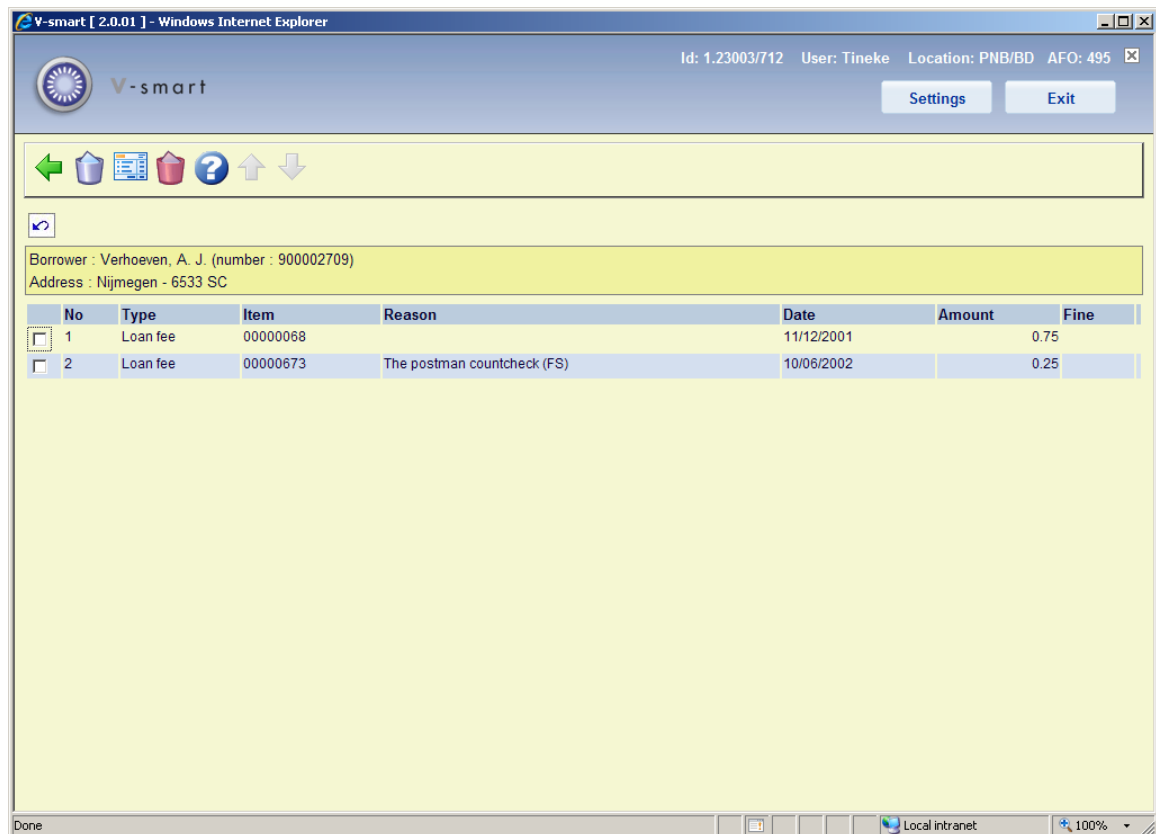 V-smart [ 2.0.01 ] - Windows Internet Explorer
Id: 1.23003/712 User: Tineke Location: PNB/BD AFO: 495
V-smart
Settings Exit
?
Borrower : Verhoeven, A. J. (number : 900002709)
Address : Nijmegen - 6533 SC
No Type Item Reason Date Amount Fine
1 Loan fee 00000068 11/12/2001 0.75
2 Loan fee 00000673 The postman countcheck (FS) 10/06/2002 0.25
Done Local intranet 100%